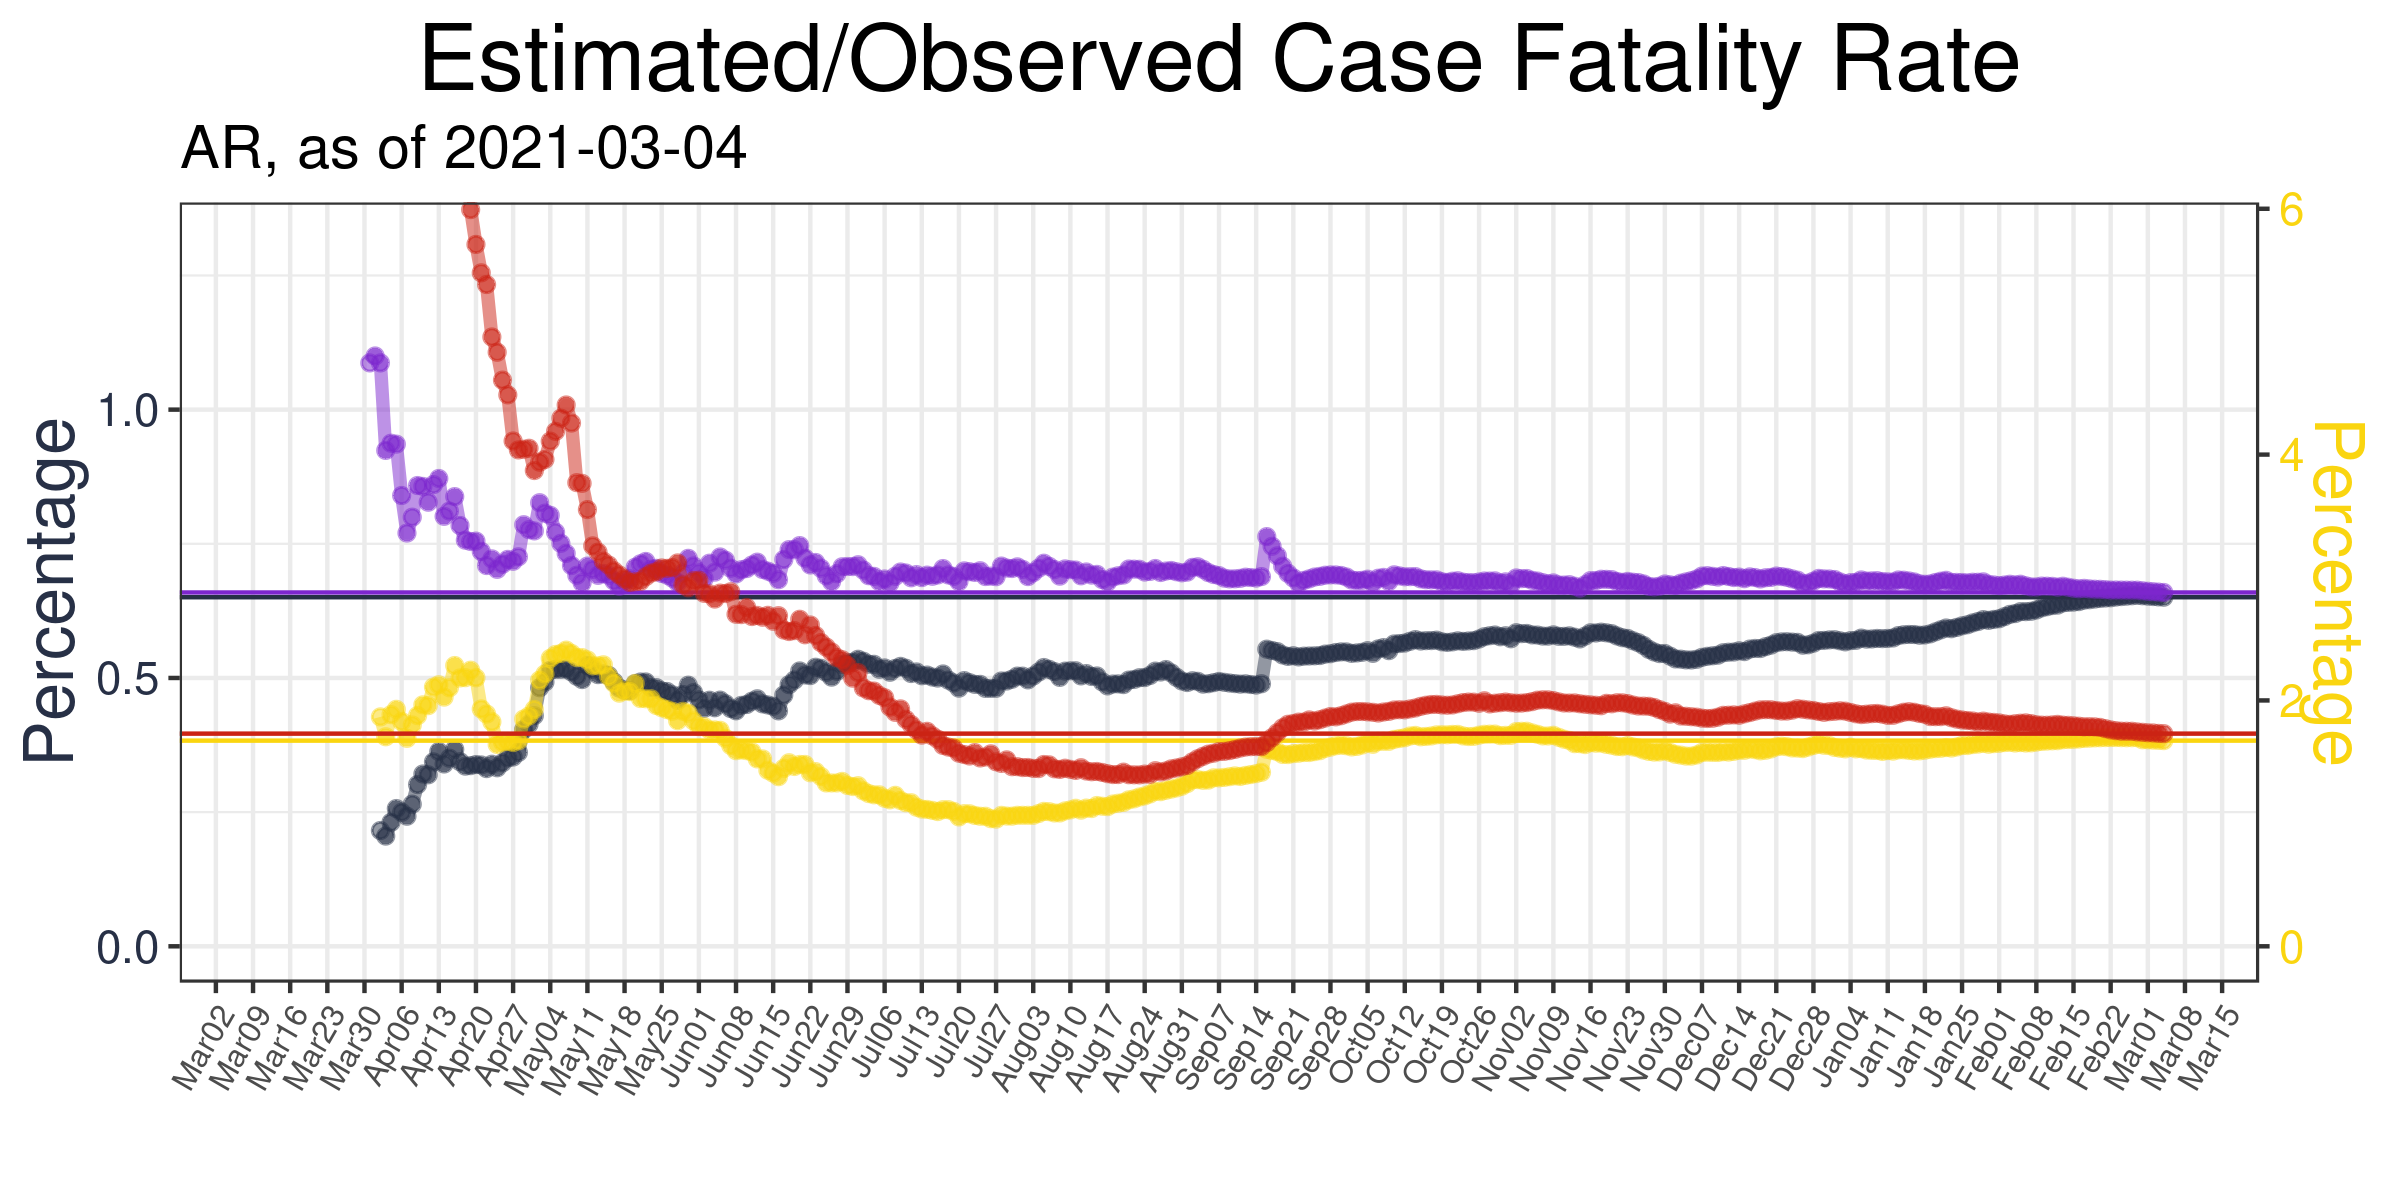 Estimated/Observed Case Fatality Rate
AR, as of 2021-03-04
Percentage
1.0
0.5
0.0
6
4
2
0
Percentage
Mar02 Mar09 Mar16 Mar23 Mar30 Apr06 Apr13 Apr20 Apr27 May04 May11 May18 May25 Jun01 Jun08 Jun15 Jun22 Jun29 Jul06 Jul13 Jul20 Jul27 Aug03 Aug10 Aug17 Aug24 Aug31 Sep07 Sep14 Sep21 Sep28 Oct05 Oct12 Oct19 Oct26 Nov02 Nov09 Nov16 Nov23 Nov30 Dec07 Dec14 Dec21 Dec28 Jan04 Jan11 Jan18 Jan25 Feb01 Feb08 Feb15 Feb22 Mar01 Mar08 Mar15